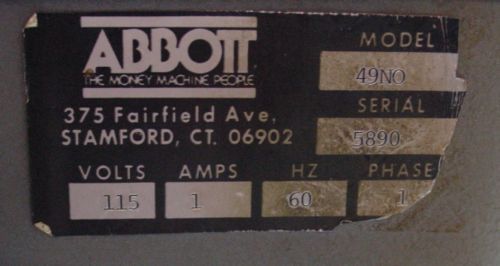 ABBOTT
THE MONEY MACHINE PEOPLE
375 Fairfield Ave,
STAMFORD, CT. 06902
MODEL
49NO
SERIAL
5890
VOLTS AMPS HZ PHASE
115 1 60 1